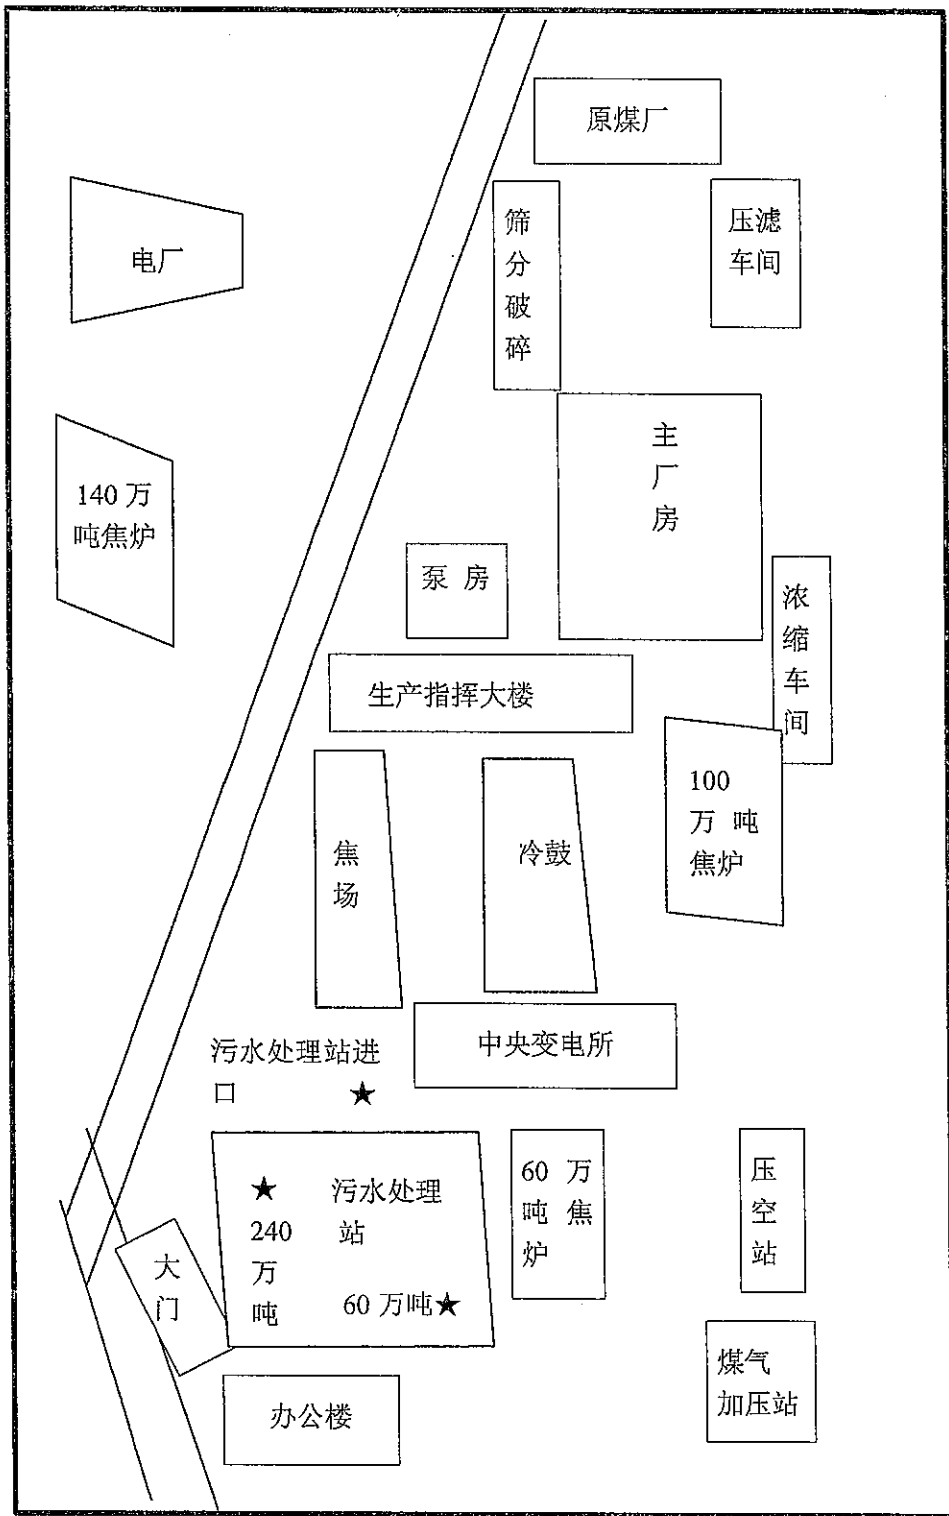 原煤厂
筛
分
破
碎
压滤
车间
电厂
主
厂
房
140 万
吨焦炉
泵 房
浓
缩
车
间
生产指挥大楼
100
万 吨
焦炉
焦
场
冷鼓
中央变电所
污水处理站进
口 ★
★ 污水处理
站
240
万
吨
60 万吨★
60 万
吨 焦
炉
压
空
站
大
门
煤气
加压站
办公楼